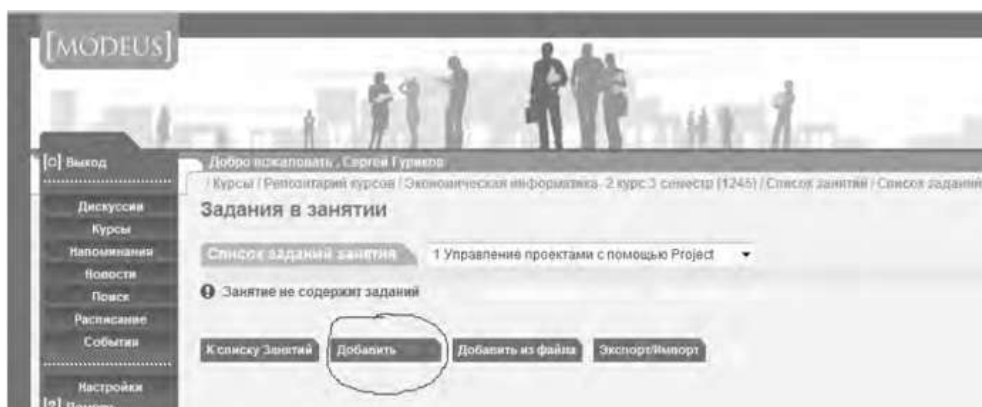 [MODEUS]
Выход
Добро пожаловать , Сергей Гуриков
/ Курсы / Репозитарий курсов / Экономическая информатика- 2 курс 3 семестр (1245) / Список занятий / Список заданий
Дискуссии
Курсы
Напоминания
Новости
Поиск
Расписание
События
Настройки
Помощь
Задания в занятии
Список заданий занятия
1 Управление проектами с помощью Project
Занятие не содержит заданий
К списку Занятий
Добавить
Добавить из файла
Экспорт/Импорт